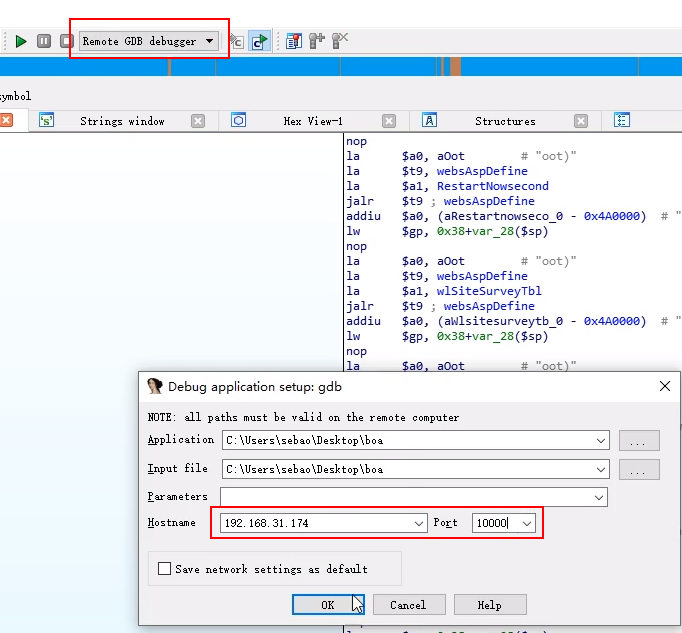 Remote GDB debugger
symbol
Strings window
Hex View-1
Structures
nop
la $a0, aOot # "oot)"
la $t9, websAspDefine
la $a1, RestartNowsecond
jalr $t9 ; websAspDefine
addiu $a0, (aRestartnowseco_0 - 0x4A0000) # "
lw $gp, 0x38+var_28($sp)
nop
la $a0, aOot # "oot)"
la $t9, websAspDefine
la $a1, wlSiteSurveyTbl
jalr $t9 ; websAspDefine
addiu $a0, (aWlsitesurveytb_0 - 0x4A0000) # "
lw $gp, 0x38+var_28($sp)
nop
la $a0, aOot # "oot)"
Debug application setup: gdb
NOTE: all paths must be valid on the remote computer
Application C:\Users\sebao\Desktop\boa ...
Input file C:\Users\sebao\Desktop\boa ...
Parameters
Hostname 192.168.31.174 Port 10000
Save network settings as default
OK Cancel Help